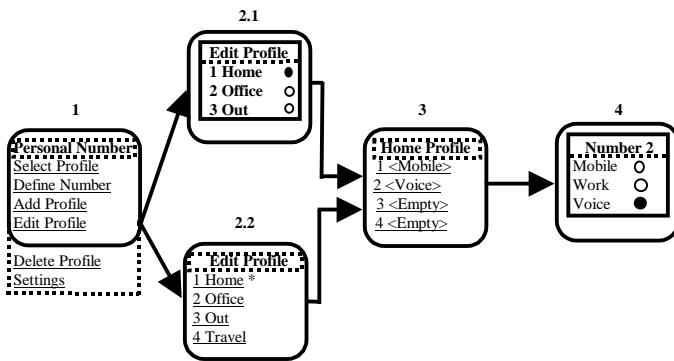 2.1
Edit Profile
1 Home
2 Office
3 Out
1
Personal Number
Select Profile
Define Number
Add Profile
Edit Profile
Delete Profile
Settings
2.2
Edit Profile
1 Home *
2 Office
3 Out
4 Travel
3
Home Profile
1 <Mobile>
2 <Voice>
3 <Empty>
4 <Empty>
4
Number 2
Mobile
Work
Voice